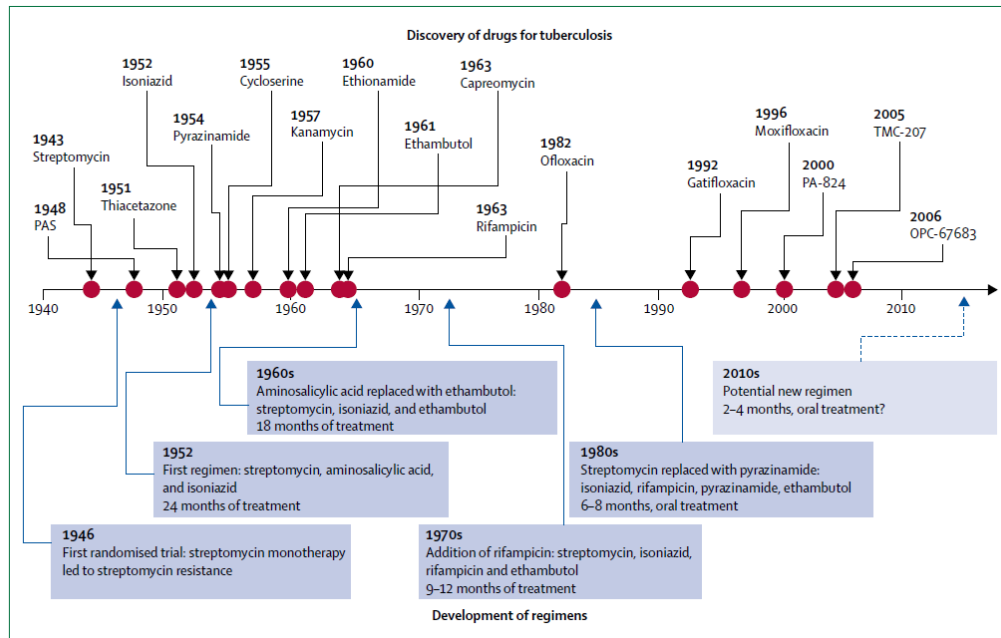 Discovery of drugs for tuberculosis
1943
Streptomycin
1948
PAS
1951
Thiacetazone
1952
Isoniazid
1954
Pyrazinamide
1955
Cycloserine
1957
Kanamycin
1960
Ethionamide
1961
Ethambutol
1963
Capreomycin
1963
Rifampicin
1982
Ofloxacin
1992
Gatifloxacin
1996
Moxifloxacin
2000
PA-824
2005
TMC-207
2006
OPC-67683
1940 1950 1960 1970 1980 1990 2000 2010
1960s
Aminosalicylic acid replaced with ethambutol:
streptomycin, isoniazid, and ethambutol
18 months of treatment
1952
First regimen: streptomycin, aminosalicylic acid,
and isoniazid
24 months of treatment
1946
First randomised trial: streptomycin monotherapy
led to streptomycin resistance
2010s
Potential new regimen
2–4 months, oral treatment?
1980s
Streptomycin replaced with pyrazinamide:
isoniazid, rifampicin, pyrazinamide, ethambutol
6–8 months, oral treatment
1970s
Addition of rifampicin: streptomycin, isoniazid,
rifampicin and ethambutol
9–12 months of treatment
Development of regimens